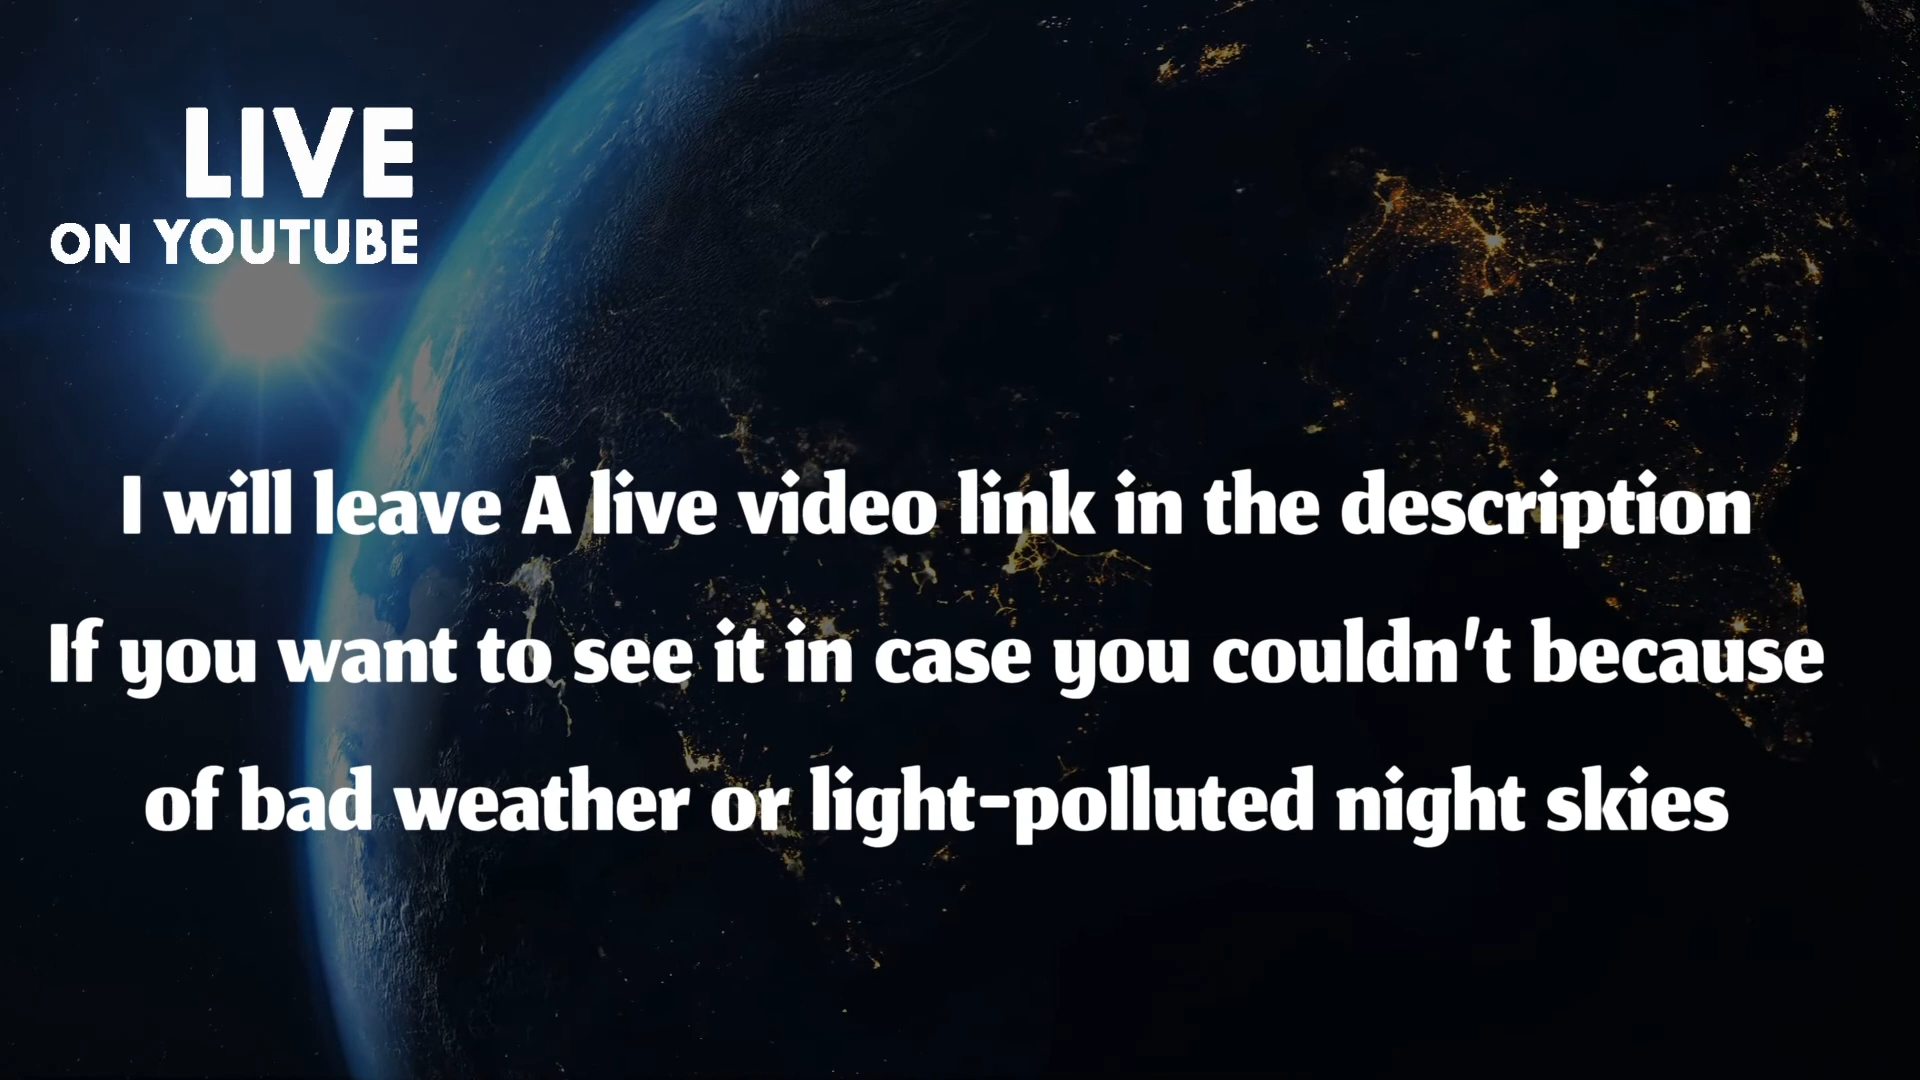 LIVE
ON YOUTUBE
I will leave A live video link in the description
If you want to see it in case you couldn't because
of bad weather or light-polluted night skies